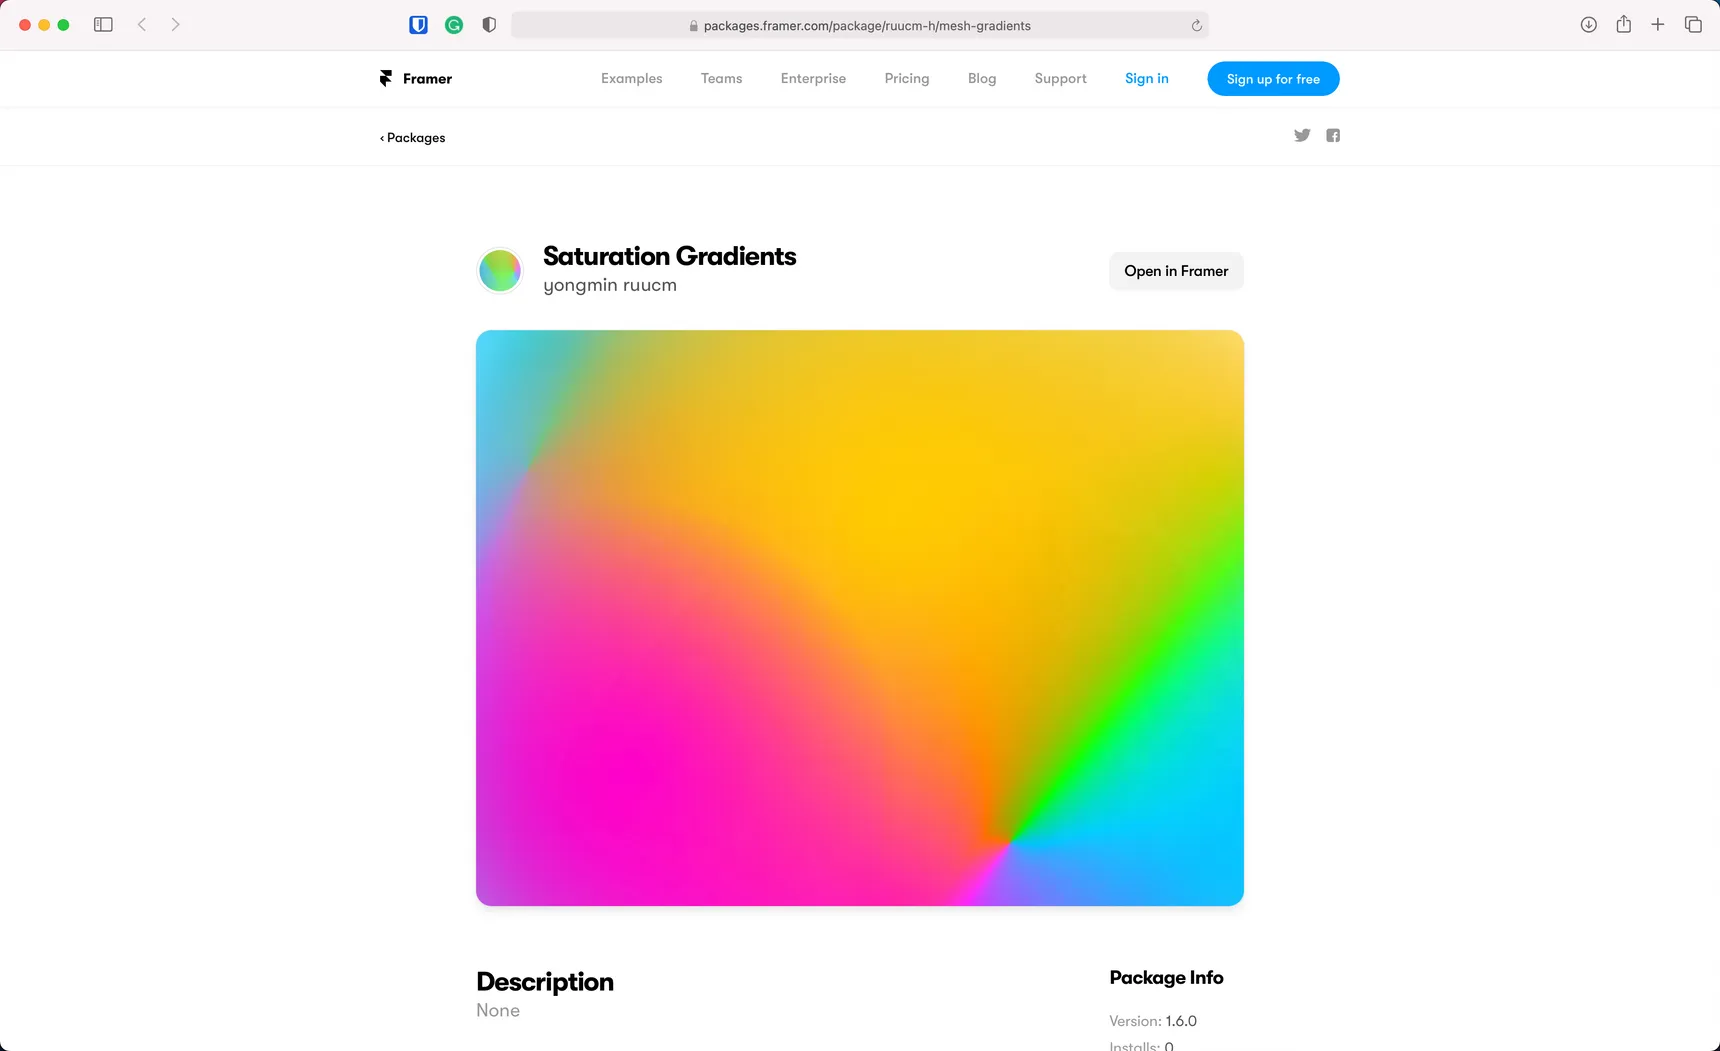 packages.framer.com/package/ruucm-h/mesh-gradients
Framer
Examples
Teams
Enterprise
Pricing
Blog
Support
Sign in
Sign up for free
‹ Packages
Saturation Gradients
yongmin ruucm
Open in Framer
Description
None
Package Info
Version: 1.6.0
Installs: 0